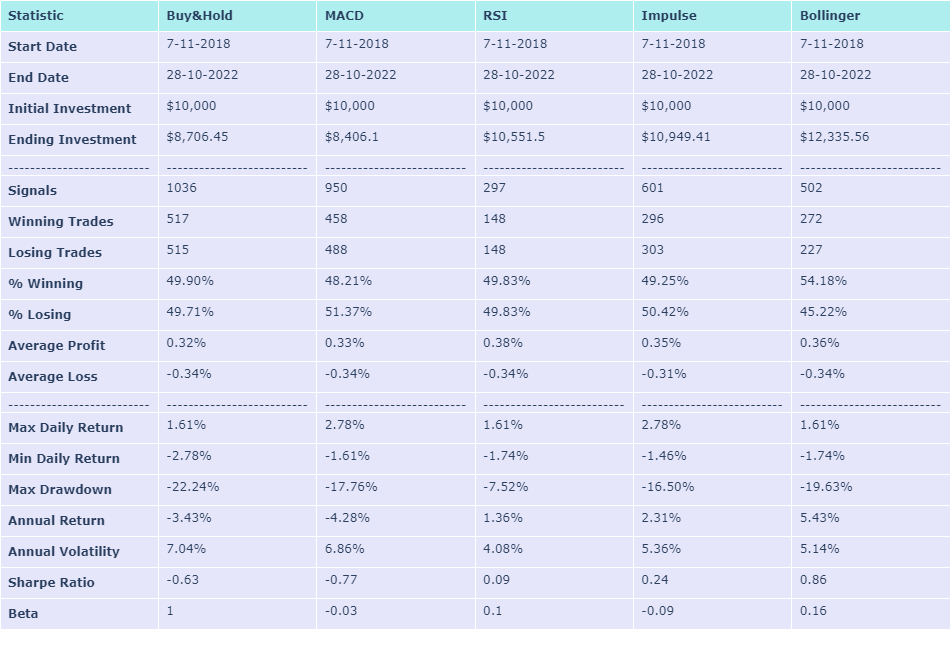 Statistic Buy&Hold MACD RSI Impulse Bollinger
Start Date 7-11-2018 7-11-2018 7-11-2018 7-11-2018 7-11-2018
End Date 28-10-2022 28-10-2022 28-10-2022 28-10-2022 28-10-2022
Initial Investment $10,000 $10,000 $10,000 $10,000 $10,000
Ending Investment $8,706.45 $8,406.1 $10,551.5 $10,949.41 $12,335.56
--------------------------- --------------------------- --------------------------- --------------------------- --------------------------- ---------------------------
Signals 1036 950 297 601 502
Winning Trades 517 458 148 296 272
Losing Trades 515 488 148 303 227
% Winning 49.90% 48.21% 49.83% 49.25% 54.18%
% Losing 49.71% 51.37% 49.83% 50.42% 45.22%
Average Profit 0.32% 0.33% 0.38% 0.35% 0.36%
Average Loss -0.34% -0.34% -0.34% -0.31% -0.34%
--------------------------- --------------------------- --------------------------- --------------------------- --------------------------- ---------------------------
Max Daily Return 1.61% 2.78% 1.61% 2.78% 1.61%
Min Daily Return -2.78% -1.61% -1.74% -1.46% -1.74%
Max Drawdown -22.24% -17.76% -7.52% -16.50% -19.63%
Annual Return -3.43% -4.28% 1.36% 2.31% 5.43%
Annual Volatility 7.04% 6.86% 4.08% 5.36% 5.14%
Sharpe Ratio -0.63 -0.77 0.09 0.24 0.86
Beta 1 -0.03 0.1 -0.09 0.16